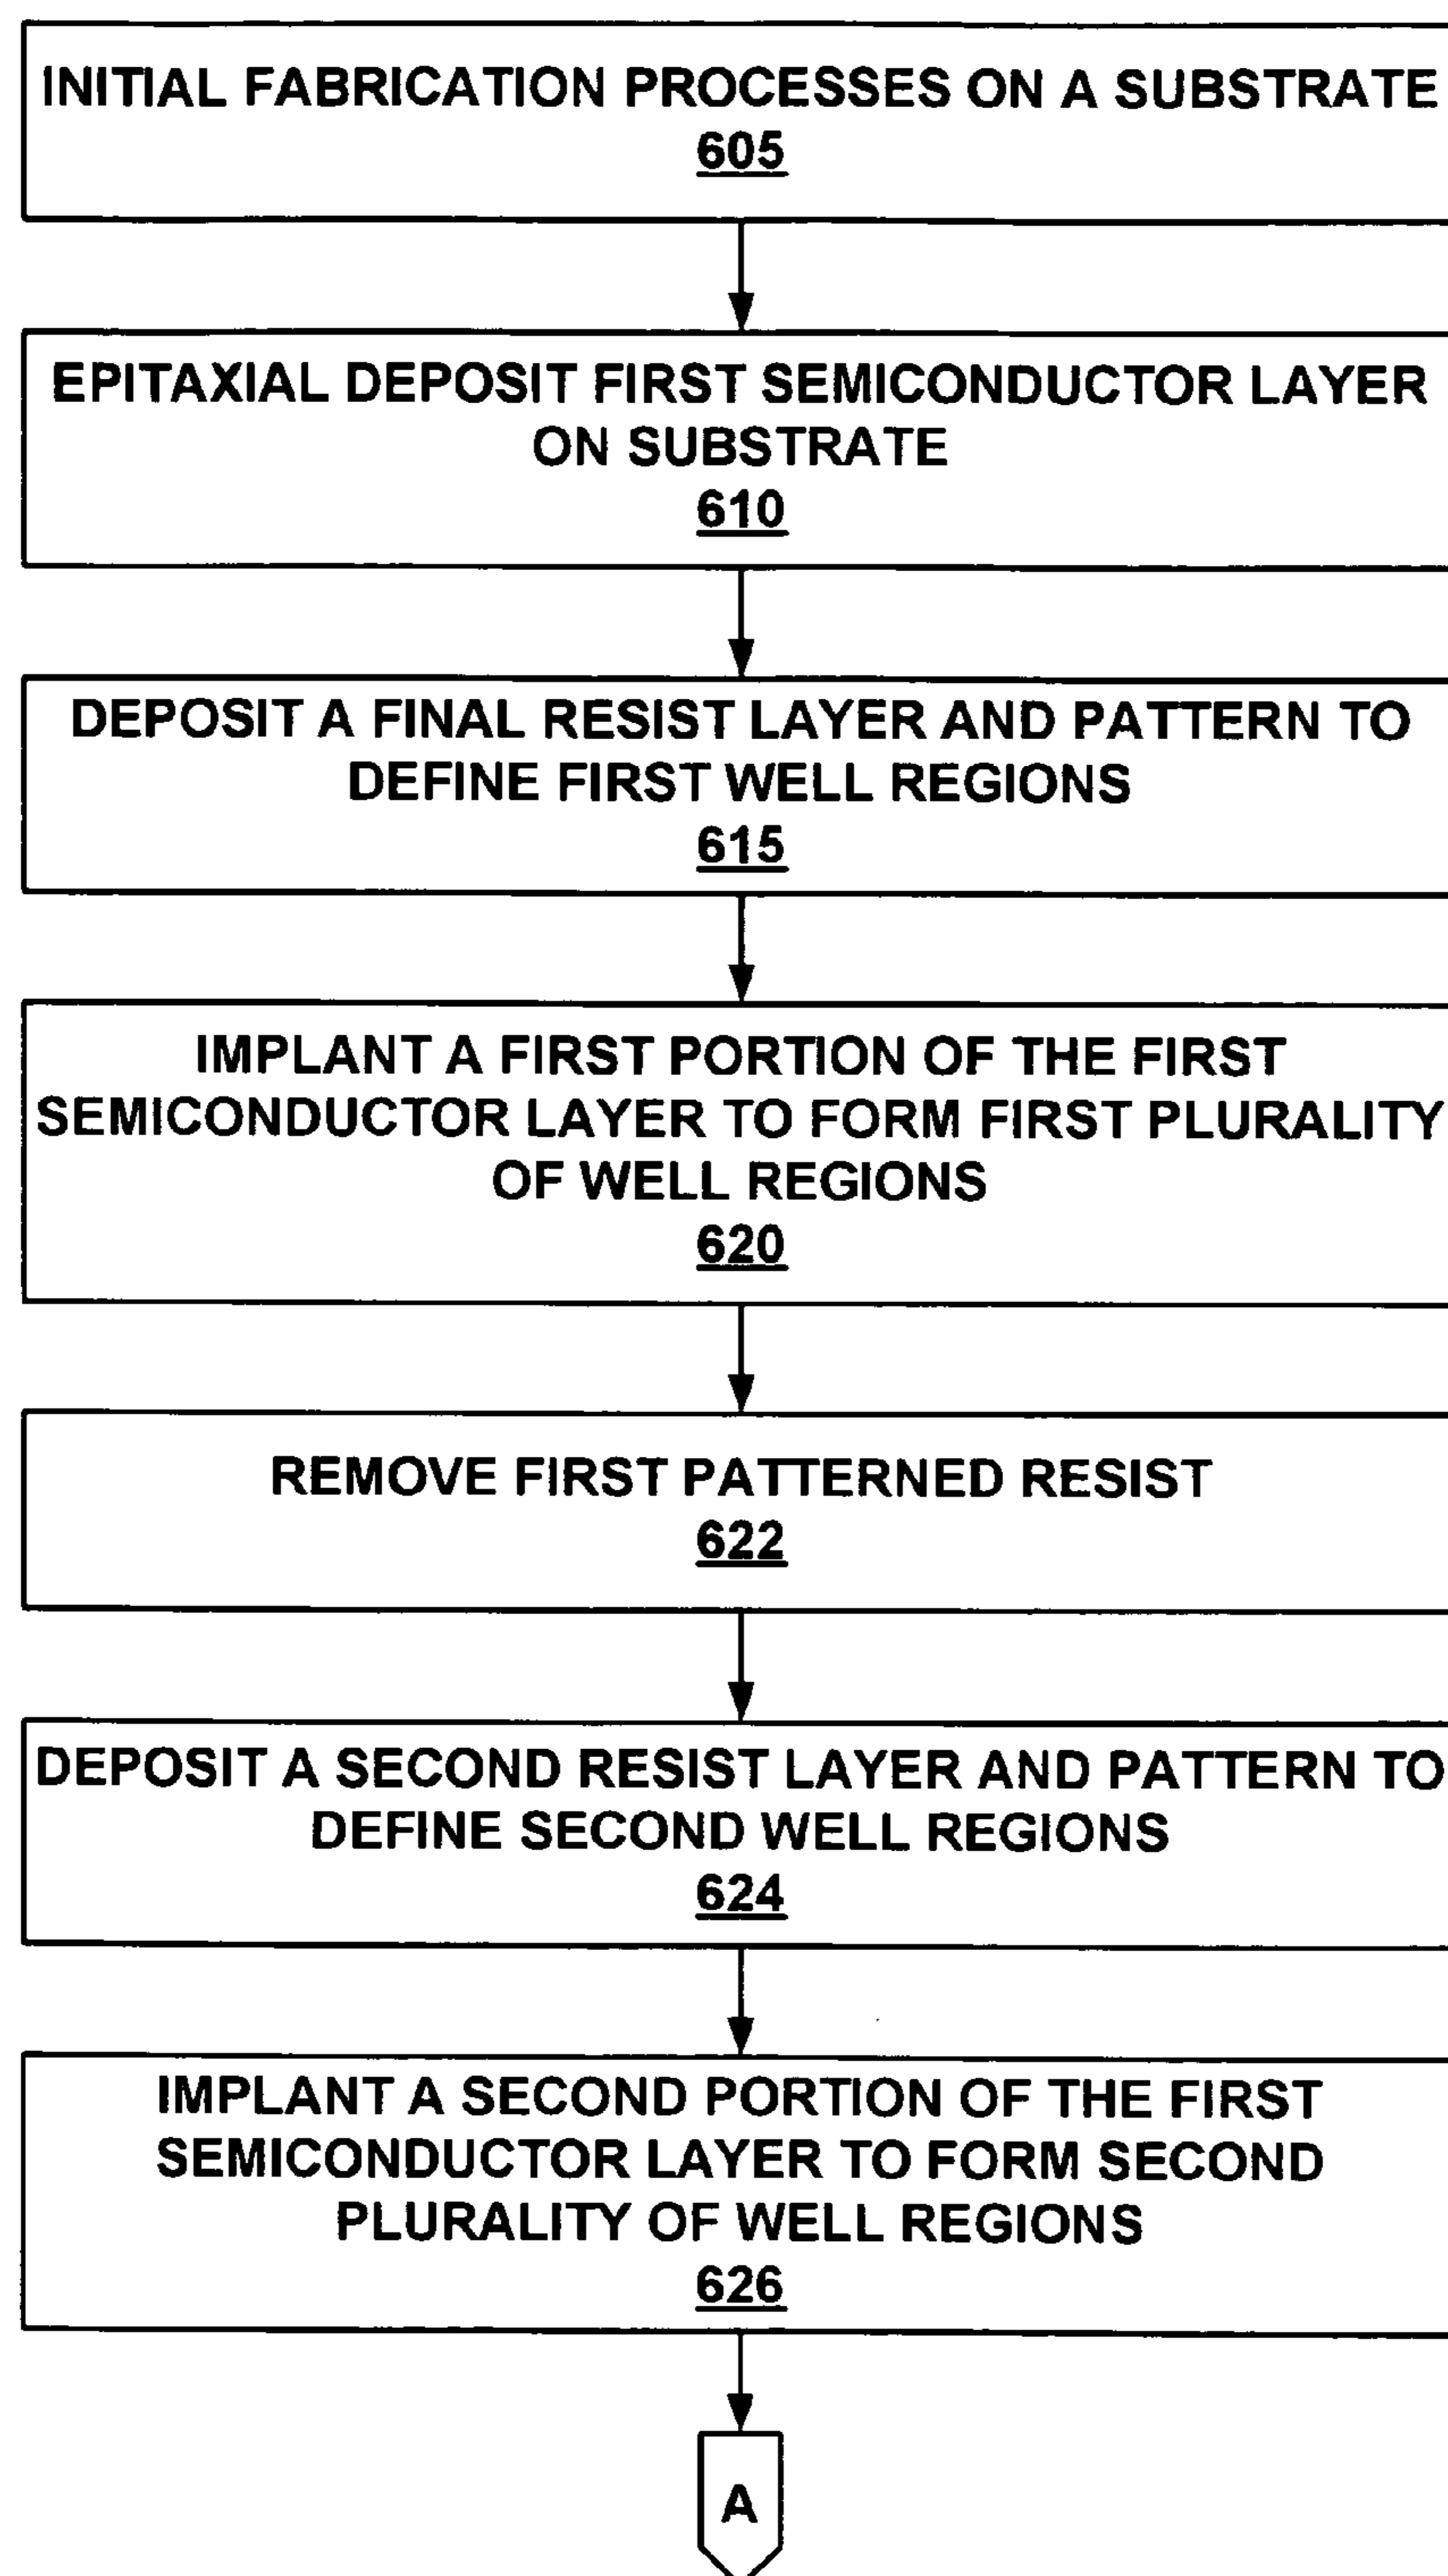 INITIAL FABRICATION PROCESSES ON A SUBSTRATE
605
EPITAXIAL DEPOSIT FIRST SEMICONDUCTOR LAYER
ON SUBSTRATE
610
DEPOSIT A FINAL RESIST LAYER AND PATTERN TO
DEFINE FIRST WELL REGIONS
615
IMPLANT A FIRST PORTION OF THE FIRST
SEMICONDUCTOR LAYER TO FORM FIRST PLURALITY
OF WELL REGIONS
620
REMOVE FIRST PATTERNED RESIST
622
DEPOSIT A SECOND RESIST LAYER AND PATTERN TO
DEFINE SECOND WELL REGIONS
624
IMPLANT A SECOND PORTION OF THE FIRST
SEMICONDUCTOR LAYER TO FORM SECOND
PLURALITY OF WELL REGIONS
626
A